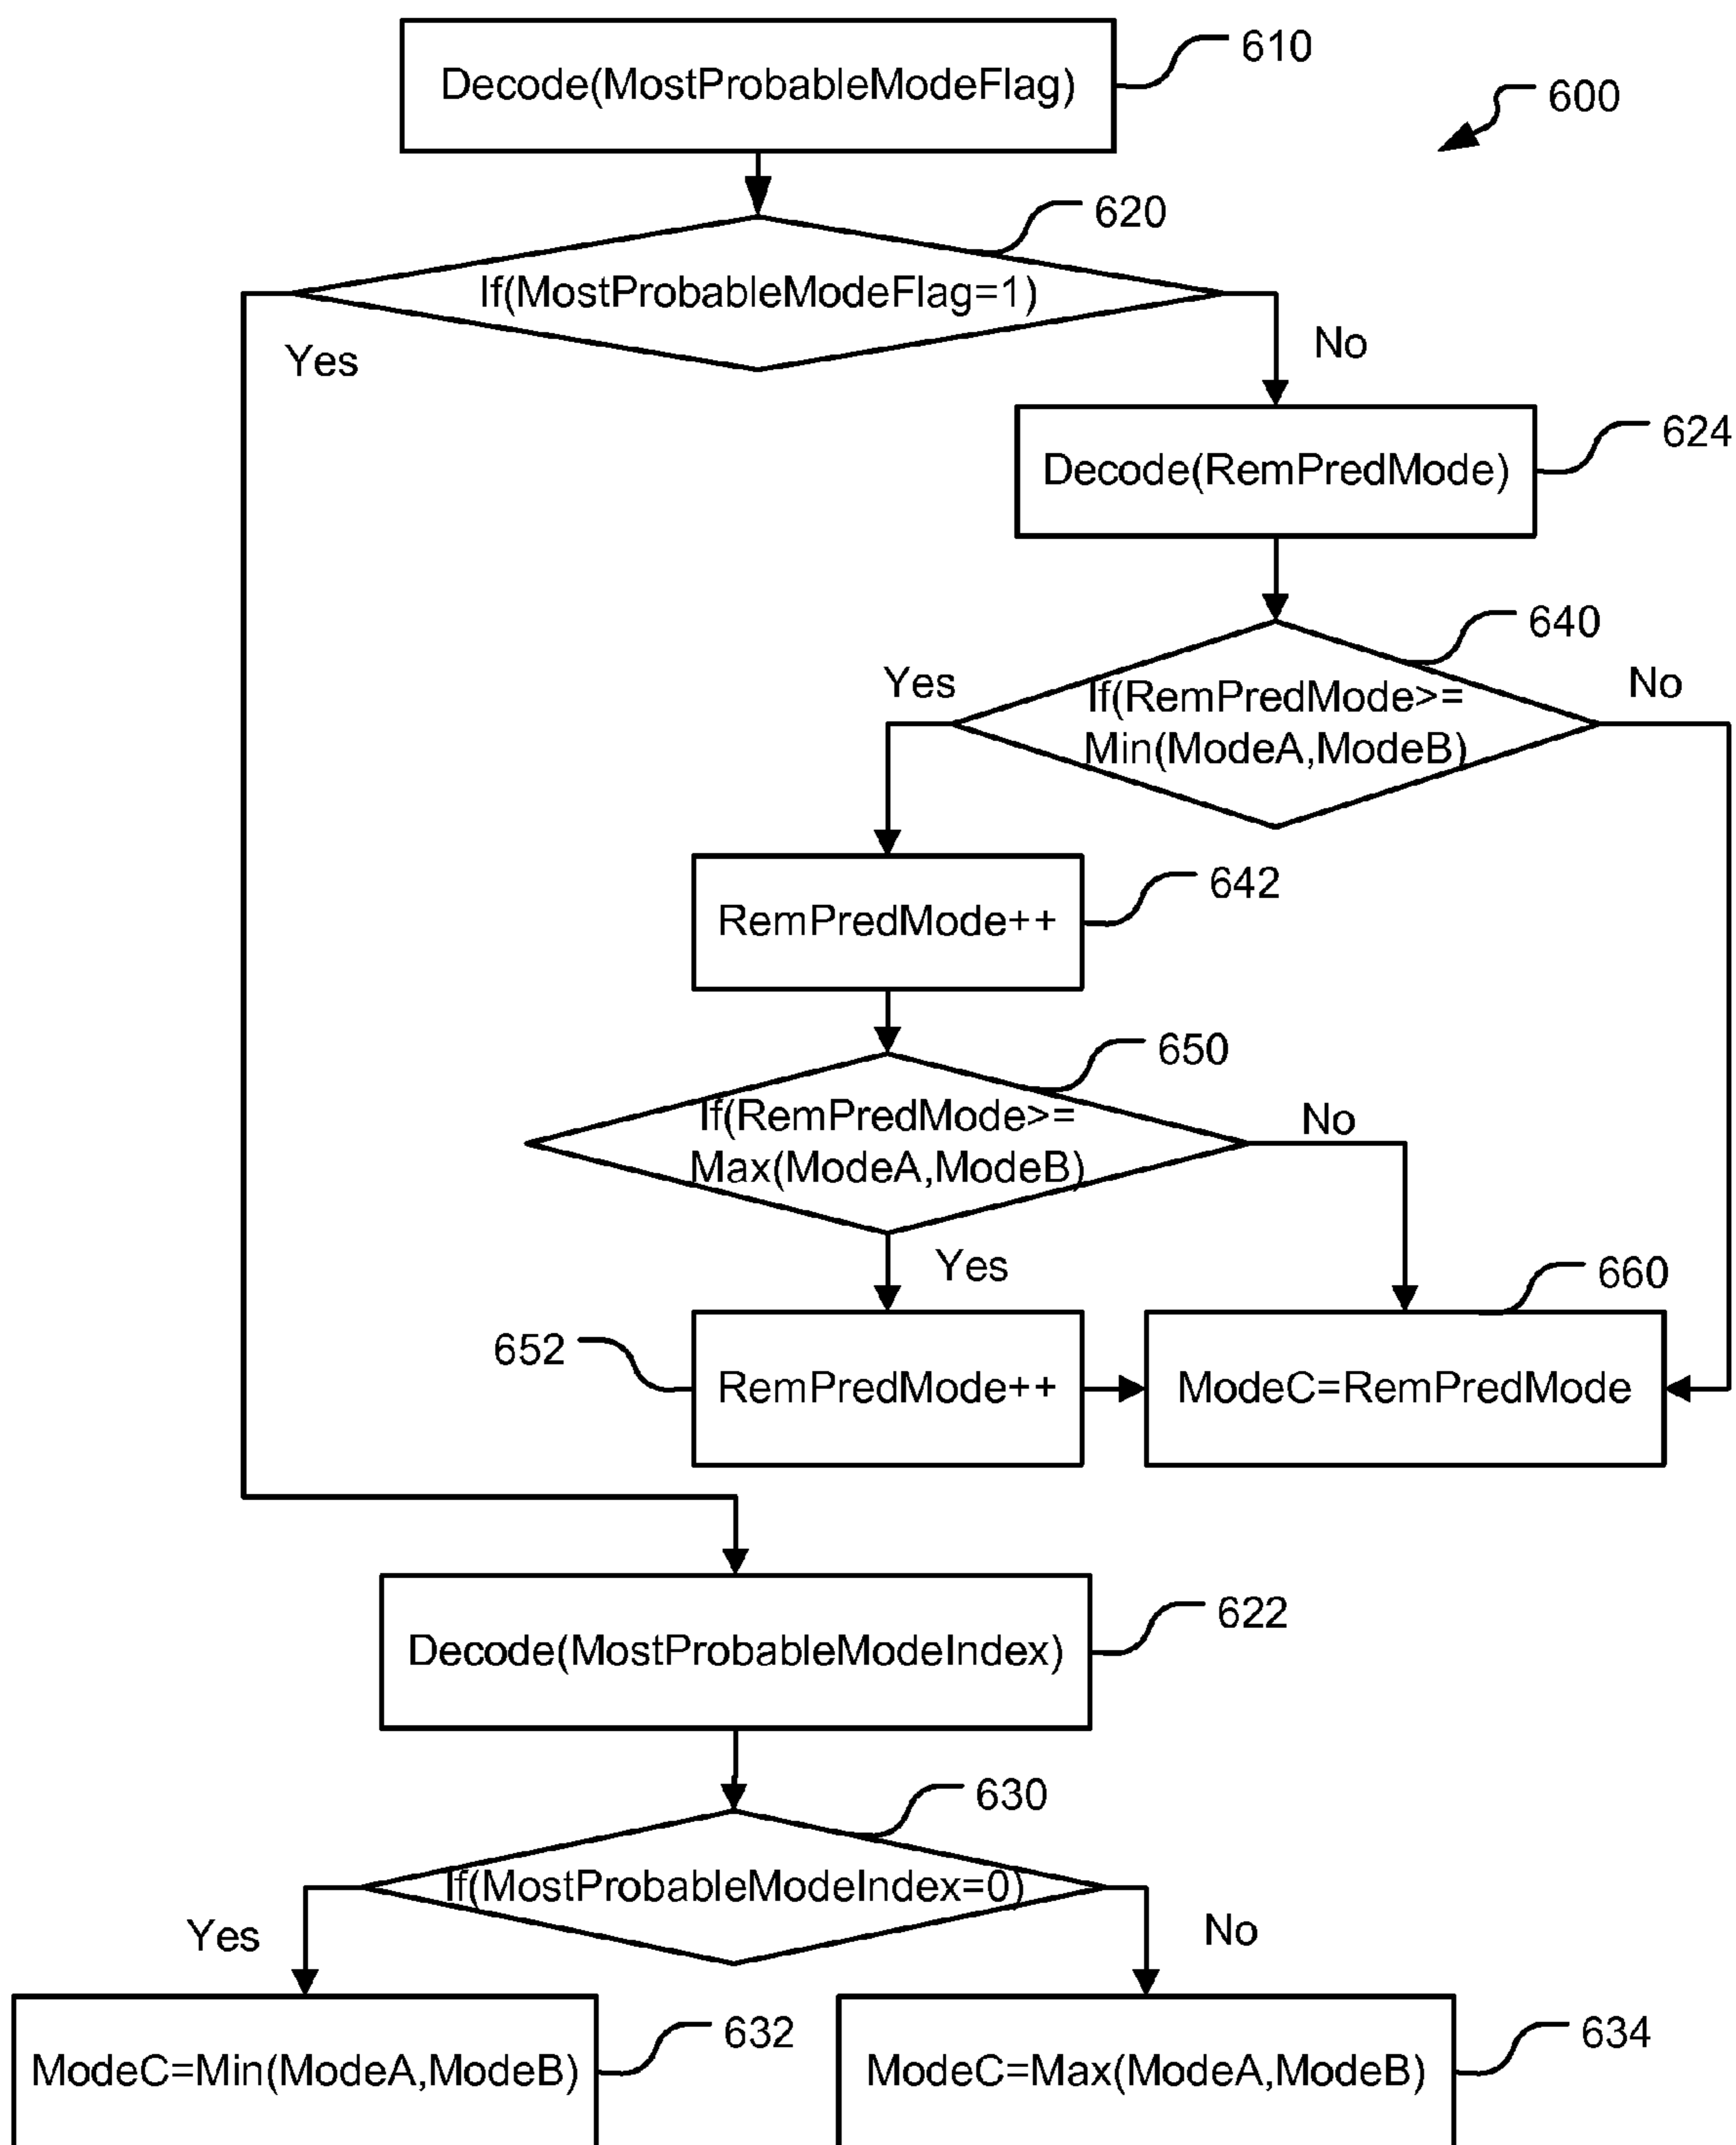 Decode(MostProbableModeFlag)
610
600
620
If(MostProbableModeFlag=1)
Yes
No
624
Decode(RemPredMode)
640
Yes
No
If(RemPredMode>=
Min(ModeA,ModeB)
642
RemPredMode++
650
If(RemPredMode>=
Max(ModeA,ModeB)
No
Yes
660
652
RemPredMode++
ModeC=RemPredMode
622
Decode(MostProbableModeIndex)
630
If(MostProbableModeIndex=0)
Yes
No
632
634
ModeC=Min(ModeA,ModeB)
ModeC=Max(ModeA,ModeB)